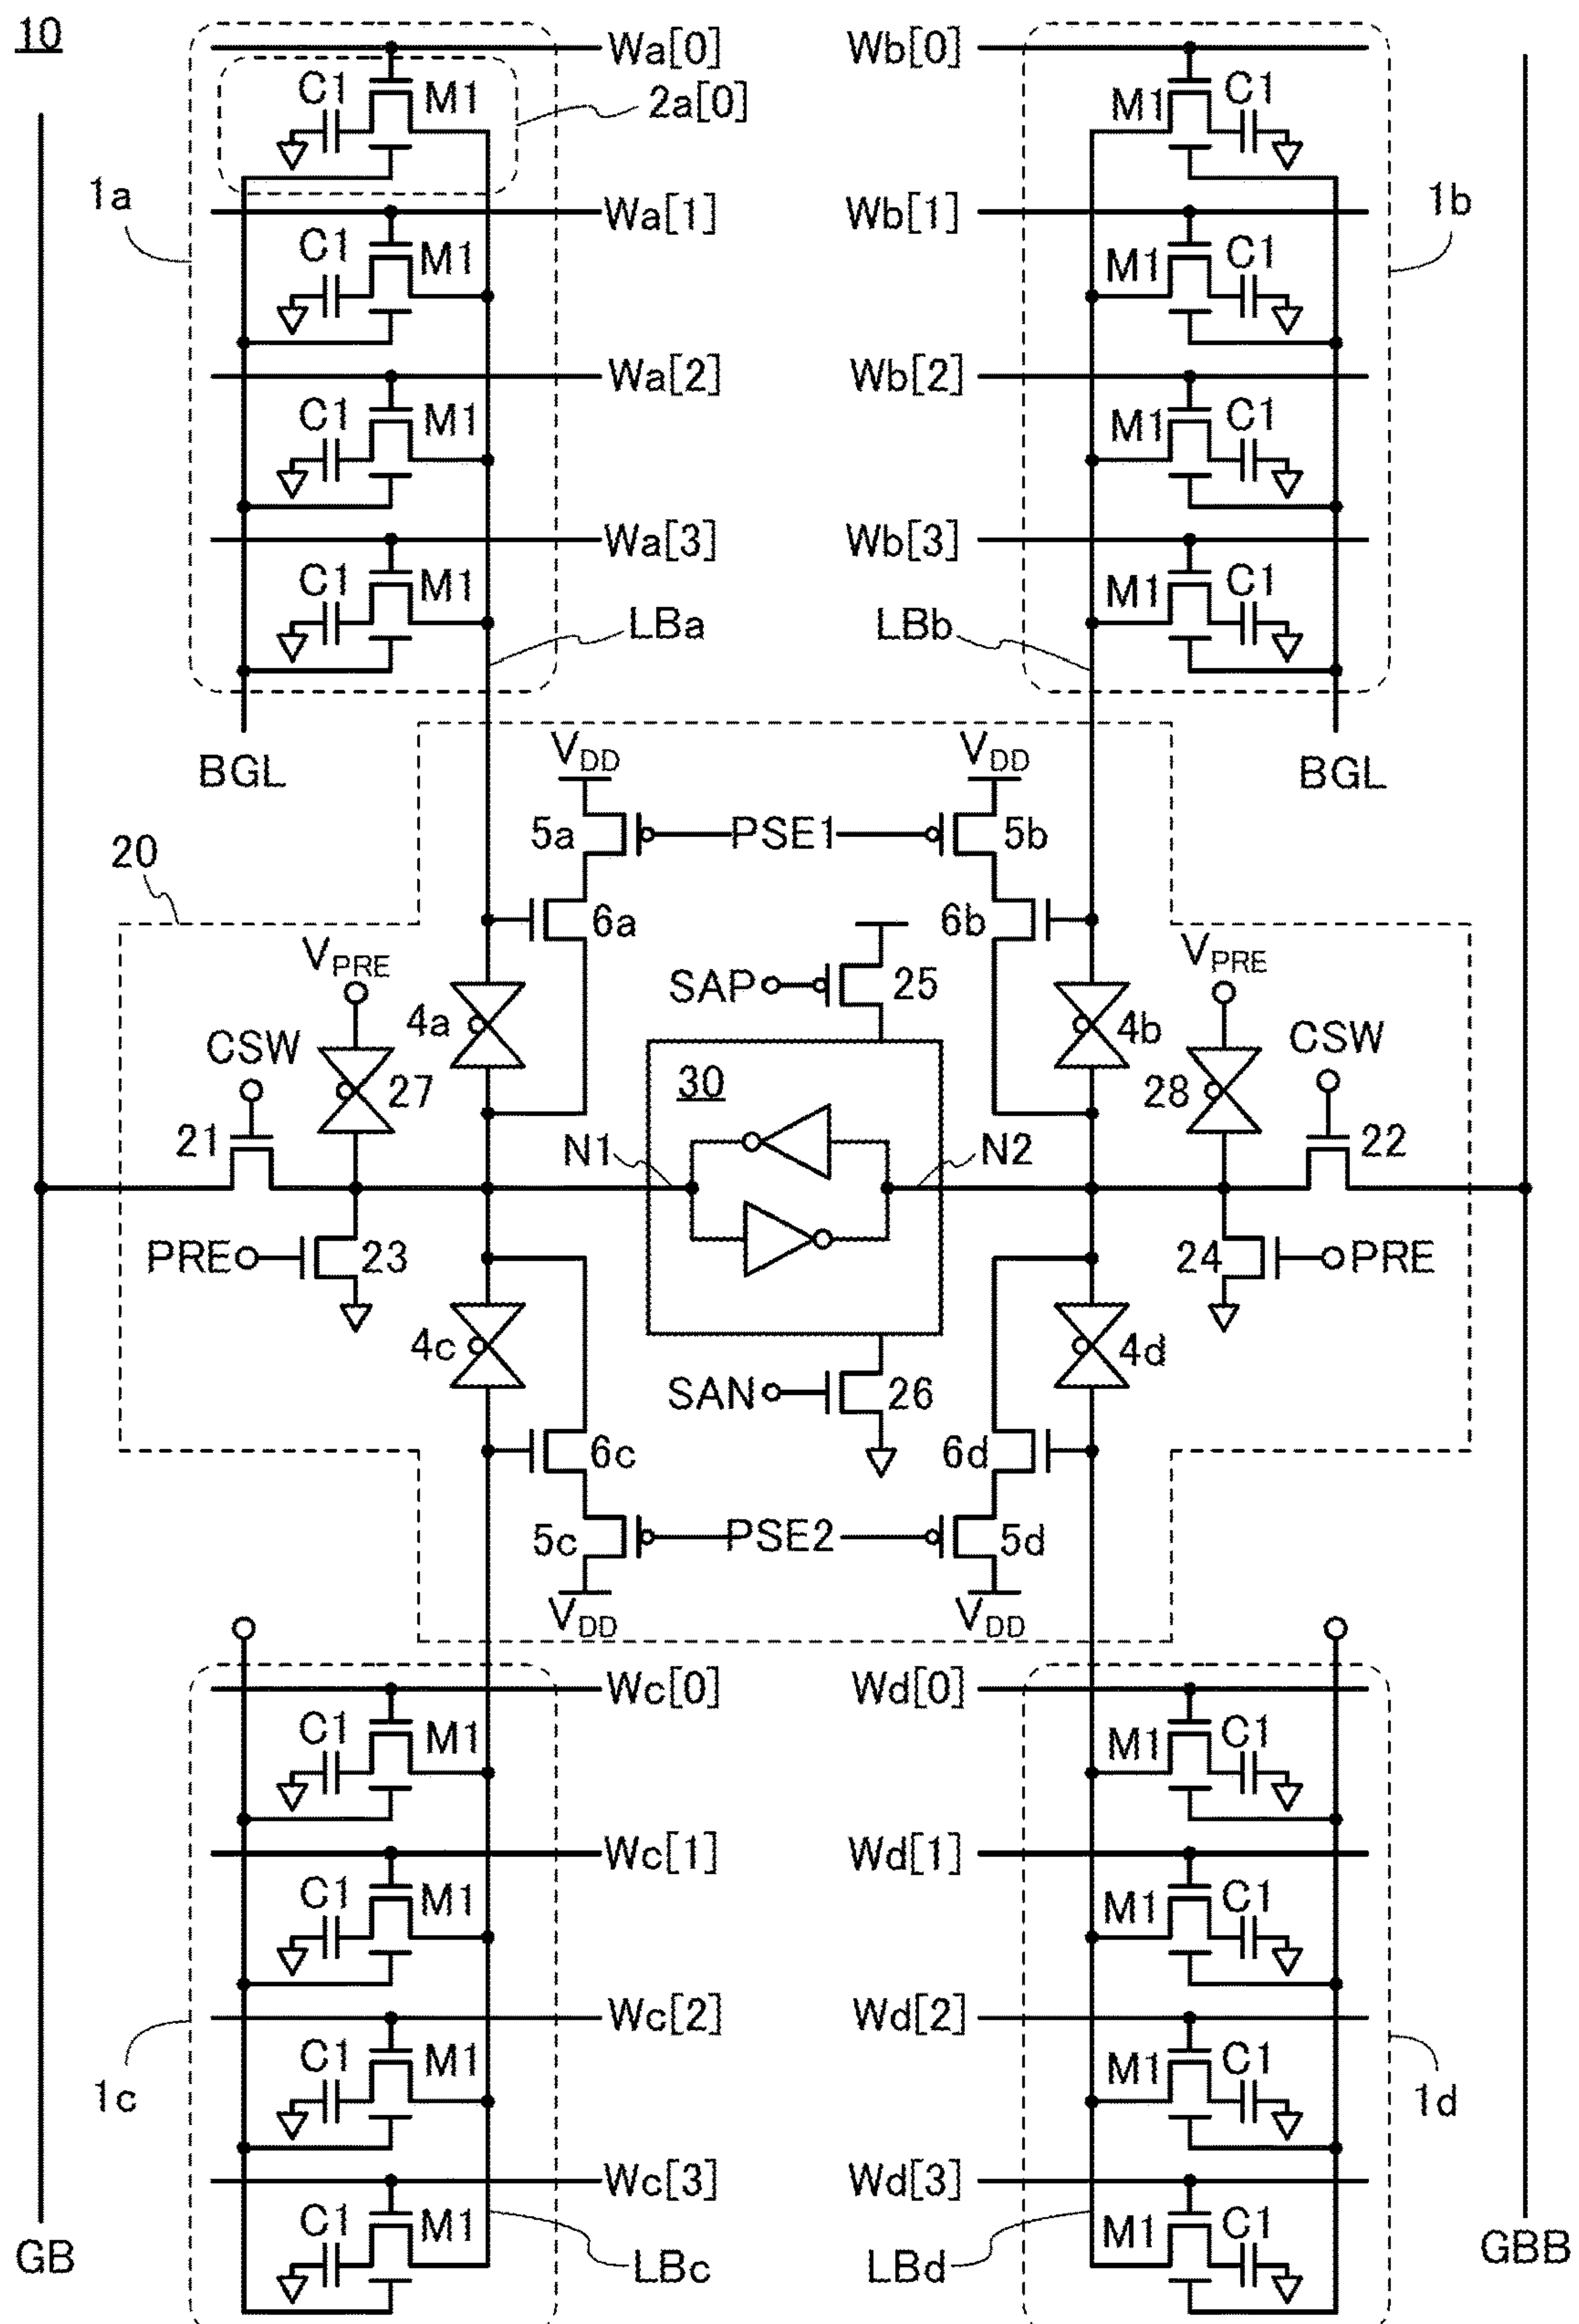 10
Wa[0] Wb[0]
C1 M1 2a[0] M1 C1
1a Wa[1] Wb[1] 1b
C1 M1 M1 C1
Wa[2] Wb[2]
C1 M1 M1 C1
Wa[3] Wb[3]
C1 M1 M1 C1
LBa LBb
BGL VDD VDD BGL
5a PSE1 5b
20
6a 6b
VPRE VPRE
SAP 25
4a 4b
CSW CSW
27 30 28
21 N1 N2 22
PRE 23 24 PRE
4c 4d
SAN 26
6c 6d
5c PSE2 5d
VDD VDD
Wc[0] Wd[0]
C1 M1 M1 C1
Wc[1] Wd[1]
C1 M1 M1 C1
Wc[2] Wd[2]
C1 M1 M1 C1
1c 1d
Wc[3] Wd[3]
C1 M1 M1 C1
GB LBc LBd GBB